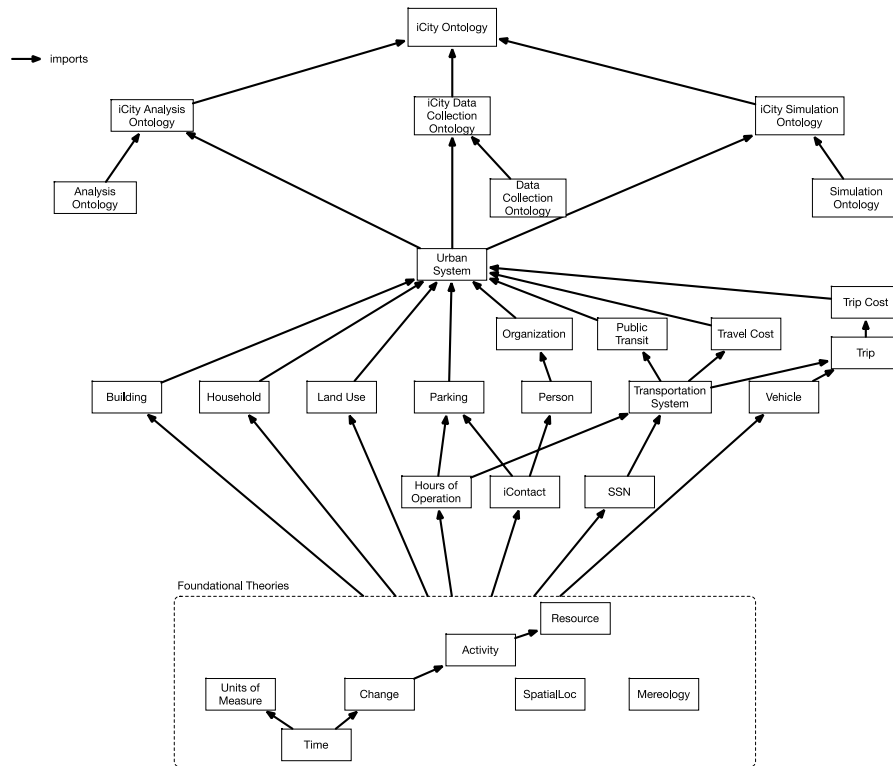 iCity Ontology
imports
iCity Analysis
Ontology
iCity Data
Collection
Ontology
iCity Simulation
Ontology
Analysis
Ontology
Data
Collection
Ontology
Simulation
Ontology
Urban
System
Trip Cost
Organization
Public
Transit
Travel Cost
Trip
Building
Household
Land Use
Parking
Person
Transportation
System
Vehicle
Hours of
Operation
iContact
SSN
Foundational Theories
Resource
Activity
Units of
Measure
Change
SpatialLoc
Mereology
Time